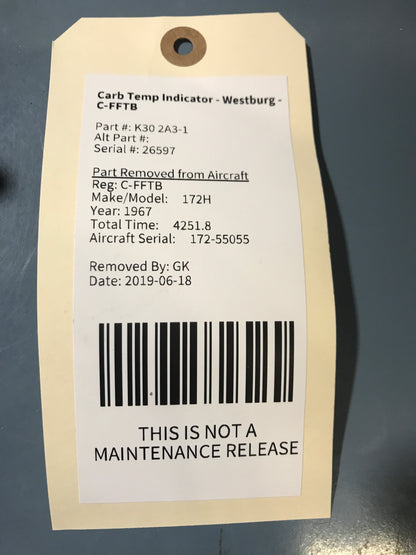 Carb Temp Indicator - Westburg -
C-FFTB
Part #: K30 2A3-1
Alt Part #:
Serial #: 26597
Part Removed from Aircraft
Reg: C-FFTB
Make/Model: 172H
Year: 1967
Total Time: 4251.8
Aircraft Serial: 172-55055
Removed By: GK
Date: 2019-06-18
THIS IS NOT A
MAINTENANCE RELEASE